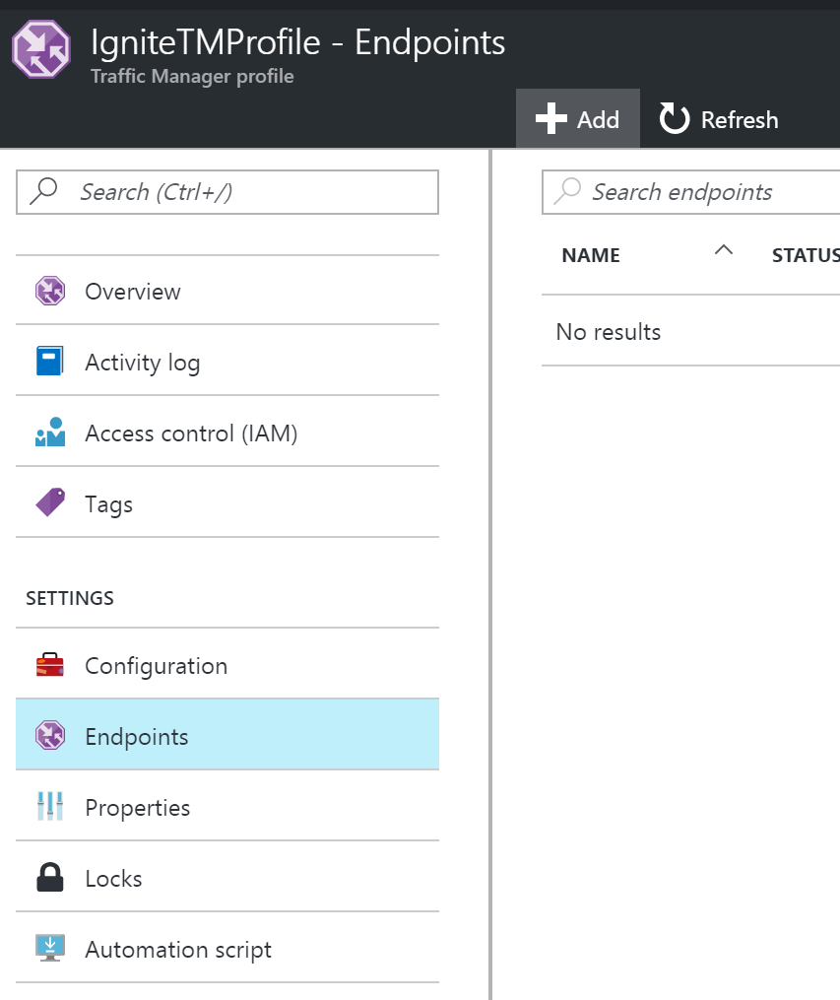 IgniteTMProfile - Endpoints
Traffic Manager profile
Add
Refresh
Search (Ctrl+/)
Overview
Activity log
Access control (IAM)
Tags
SETTINGS
Configuration
Endpoints
Properties
Locks
Automation script
Search endpoints
NAME
STATUS
No results